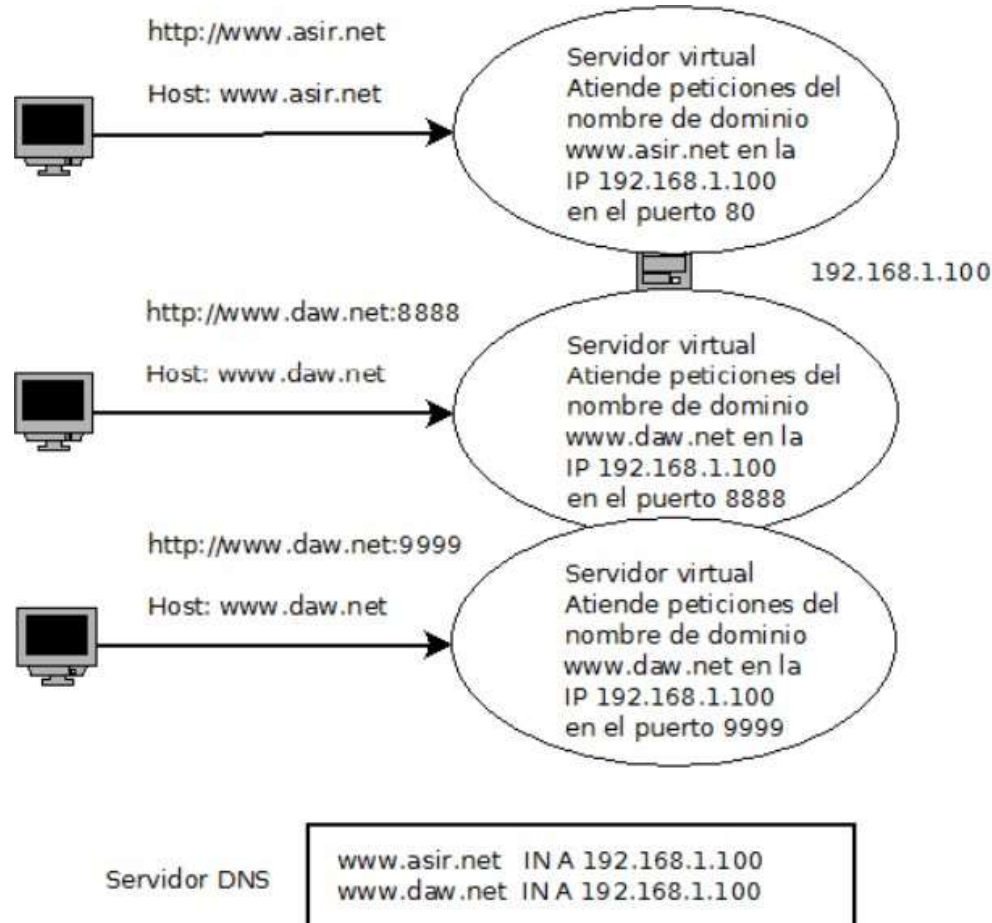 http://www.asir.net
Host: www.asir.net
Servidor virtual
Atiende peticiones del
nombre de dominio
www.asir.net en la
IP 192.168.1.100
en el puerto 80
192.168.1.100
http://www.daw.net:8888
Host: www.daw.net
Servidor virtual
Atiende peticiones del
nombre de dominio
www.daw.net en la
IP 192.168.1.100
en el puerto 8888
http://www.daw.net:9999
Host: www.daw.net
Servidor virtual
Atiende peticiones del
nombre de dominio
www.daw.net en la
IP 192.168.1.100
en el puerto 9999
Servidor DNS
www.asir.net IN A 192.168.1.100
www.daw.net IN A 192.168.1.100